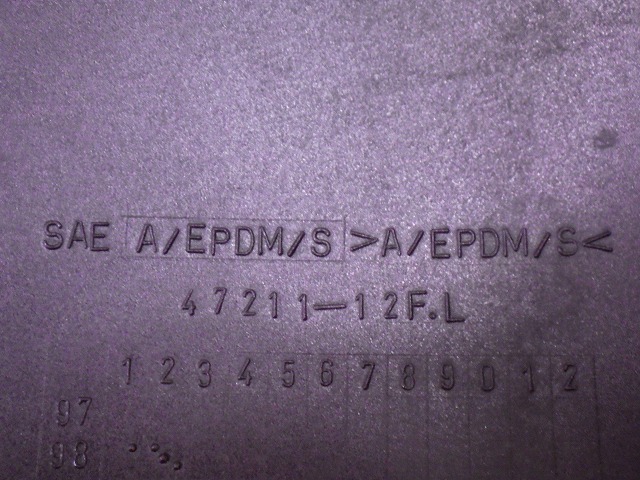 SAE A/EPDM/S >A/EPDM/S<
47211-12F.L
1 2 3 4 5 6 7 8 9 0 1 2
97
98